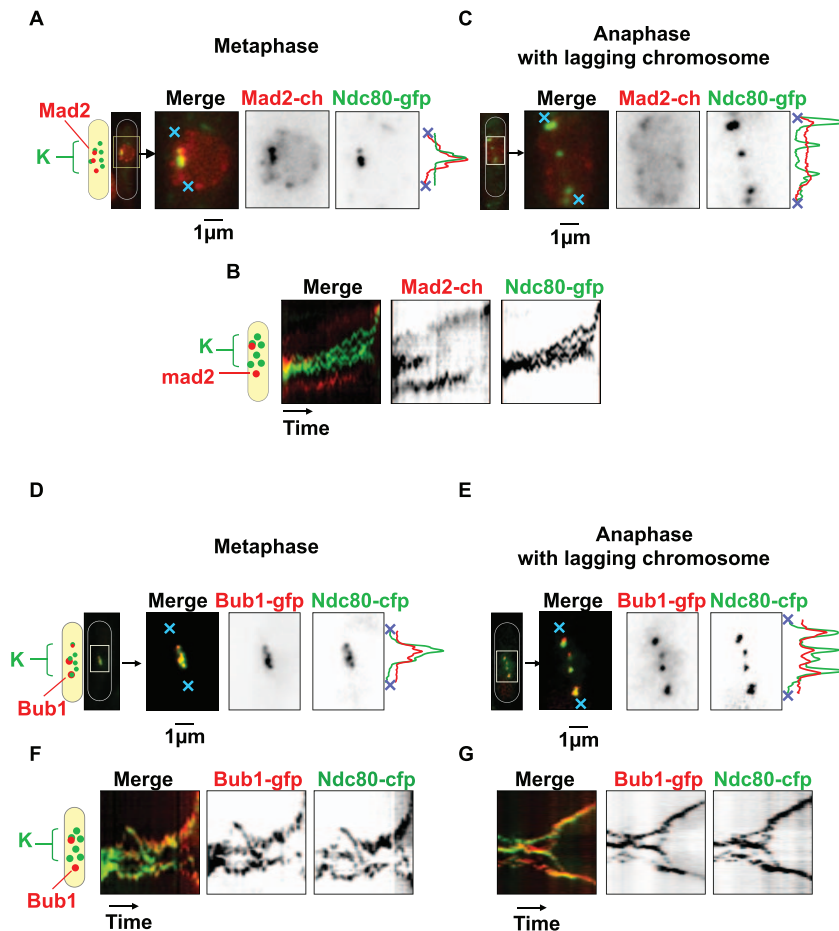 A
Metaphase
Mad2
K
Merge
Mad2-ch
Ndc80-gfp
1µm
C
Anaphase
with lagging chromosome
Merge
Mad2-ch
Ndc80-gfp
1µm
B
Merge
Mad2-ch
Ndc80-gfp
K
mad2
Time
D
Metaphase
Merge
Bub1-gfp
Ndc80-cfp
K
Bub1
1µm
E
Anaphase
with lagging chromosome
Merge
Bub1-gfp
Ndc80-cfp
1µm
F
Merge
Bub1-gfp
Ndc80-cfp
K
Bub1
Time
G
Merge
Bub1-gfp
Ndc80-cfp
Time